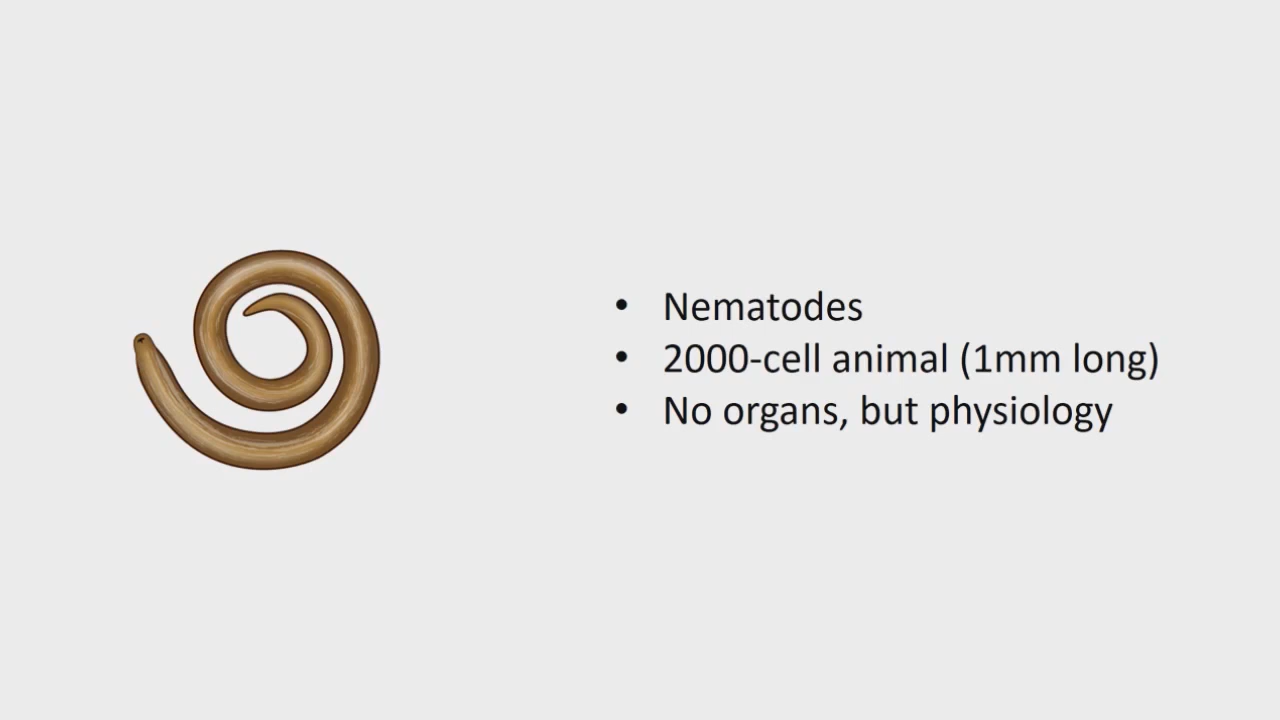 • Nematodes
• 2000-cell animal (1mm long)
• No organs, but physiology